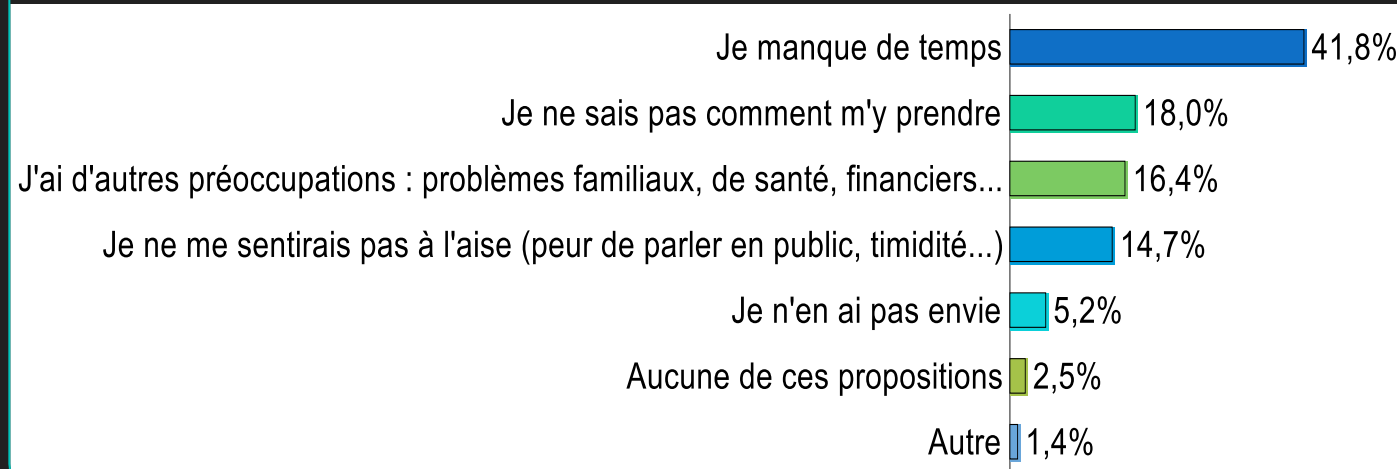 Je manque de temps 41,8%
Je ne sais pas comment m'y prendre 18,0%
J'ai d'autres préoccupations : problèmes familiaux, de santé, financiers... 16,4%
Je ne me sentirais pas à l'aise (peur de parler en public, timidité...) 14,7%
Je n'en ai pas envie 5,2%
Aucune de ces propositions 2,5%
Autre 1,4%